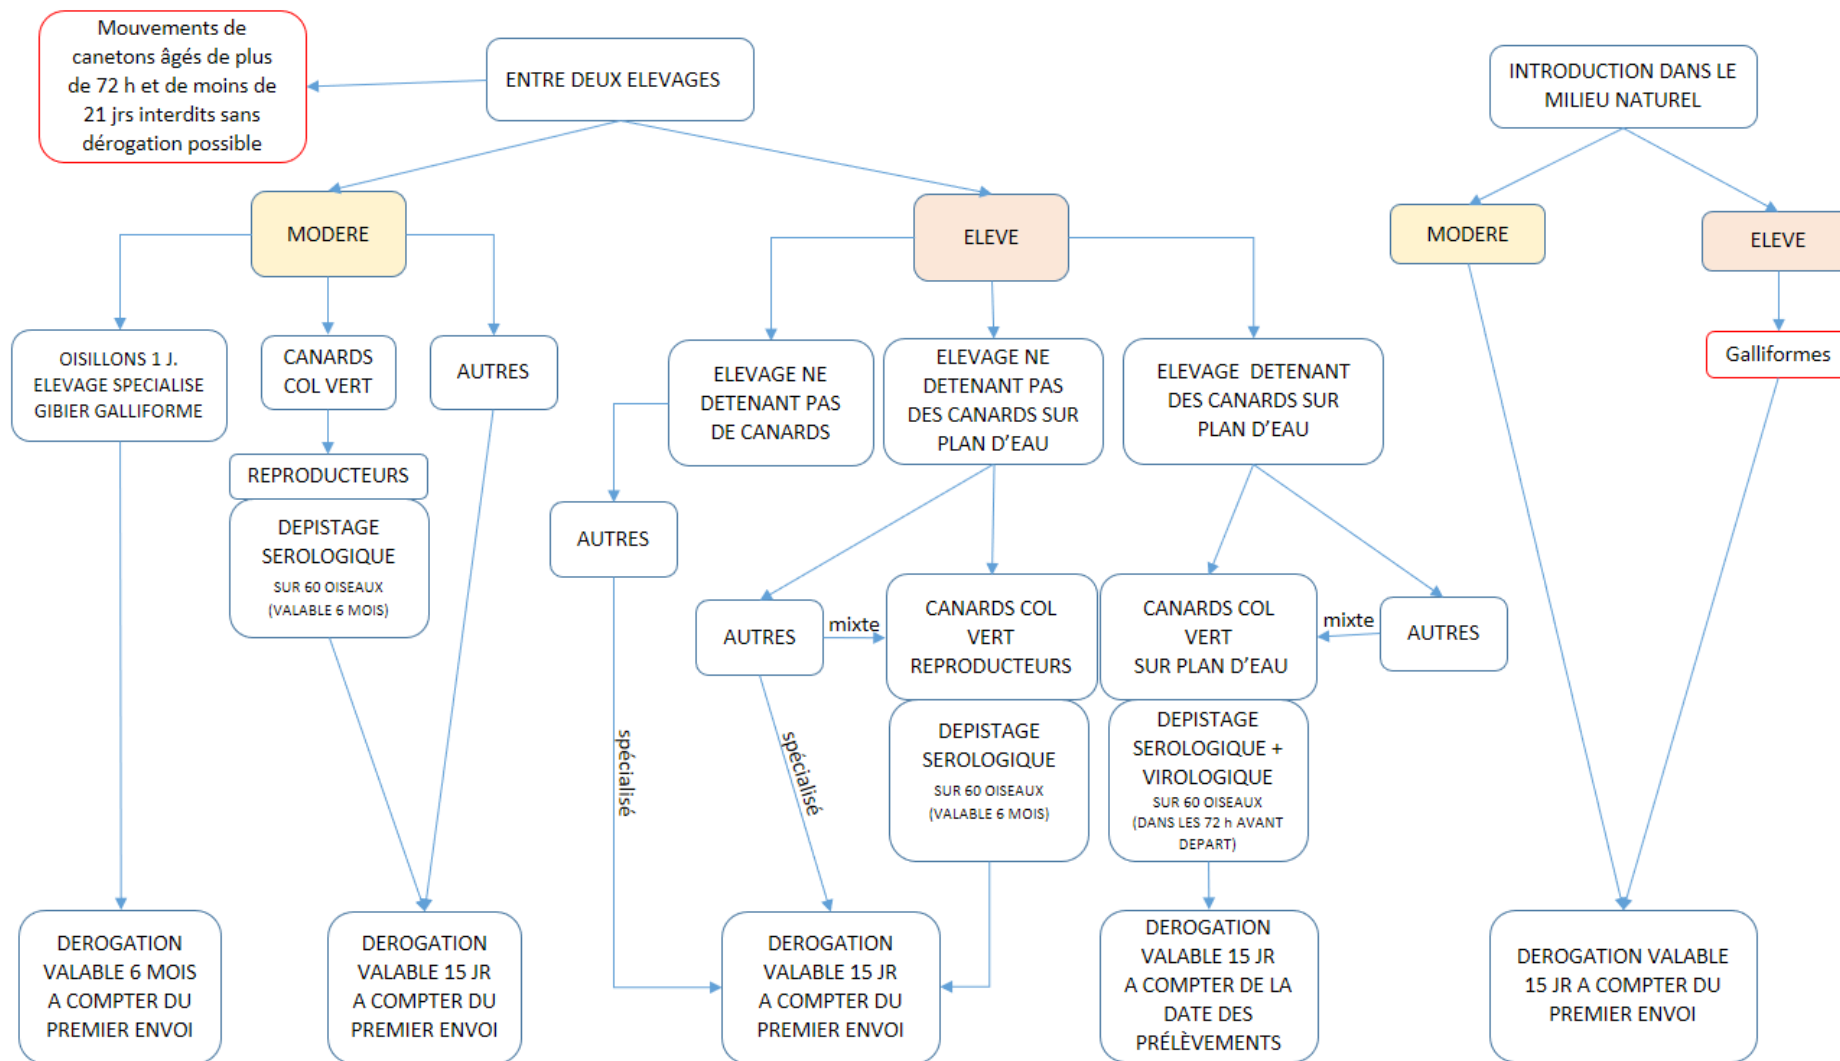 Mouvements de
canetons âgés de plus
de 72 h et de moins de
21 jrs interdits sans
dérogation possible
ENTRE DEUX ELEVAGES
INTRODUCTION DANS LE
MILIEU NATUREL
MODERE
ELEVE
MODERE
ELEVE
OISILLONS 1 J.
ELEVAGE SPECIALISE
GIBIER GALLIFORME
CANARDS
COL VERT
AUTRES
ELEVAGE NE
DETENANT PAS
DE CANARDS
ELEVAGE NE
DETENANT PAS
DES CANARDS SUR
PLAN D'EAU
ELEVAGE DETENANT
DES CANARDS SUR
PLAN D'EAU
Galliformes
REPRODUCTEURS
DEPISTAGE
SEROLOGIQUE
SUR 60 OISEAUX
(VALABLE 6 MOIS)
AUTRES
AUTRES
mixte
CANARDS COL
VERT
REPRODUCTEURS
CANARDS COL
VERT
SUR PLAN D'EAU
mixte
AUTRES
spécialisé
spécialisé
DEPISTAGE
SEROLOGIQUE
SUR 60 OISEAUX
(VALABLE 6 MOIS)
DEPISTAGE
SEROLOGIQUE +
VIROLOGIQUE
SUR 60 OISEAUX
(DANS LES 72 h AVANT
DEPART)
DEROGATION
VALABLE 6 MOIS
A COMPTER DU
PREMIER ENVOI
DEROGATION
VALABLE 15 JR
A COMPTER DU
PREMIER ENVOI
DEROGATION
VALABLE 15 JR
A COMPTER DU
PREMIER ENVOI
DEROGATION
VALABLE 15 JR
A COMPTER DE LA
DATE DES
PRÉLÈVEMENTS
DEROGATION VALABLE
15 JR A COMPTER DU
PREMIER ENVOI